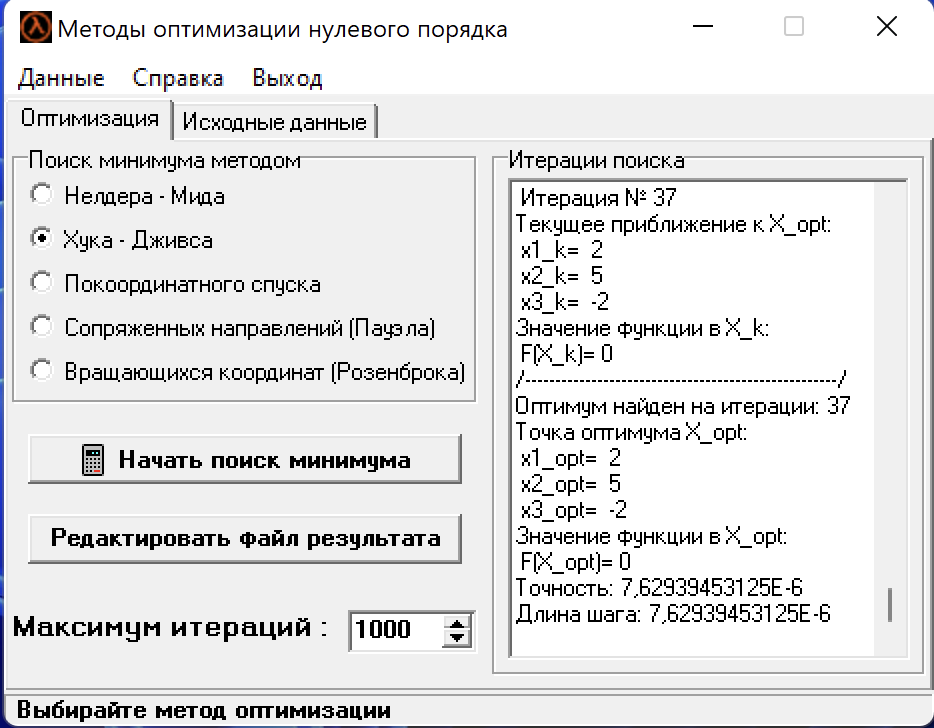 Методы оптимизации нулевого порядка
Данные Справка Выход
Оптимизация Исходные данные
Поиск минимума методом
Нелдера - Мида
Хука - Дживса
Покоординатного спуска
Сопряженных направлений (Пауэла)
Вращающихся координат (Розенброка)
Начать поиск минимума
Редактировать файл результата
Максимум итераций : 1000
Итерации поиска
Итерация № 37
Текущее приближение к X_opt:
x1_k= 2
x2_k= 5
x3_k= -2
Значение функции в X_k:
F(X_k)= 0
/----------------------------------------------------/
Оптимум найден на итерации: 37
Точка оптимума X_opt:
x1_opt= 2
x2_opt= 5
x3_opt= -2
Значение функции в X_opt:
F(X_opt)= 0
Точность: 7,62939453125E-6
Длина шага: 7,62939453125E-6
Выбирайте метод оптимизации